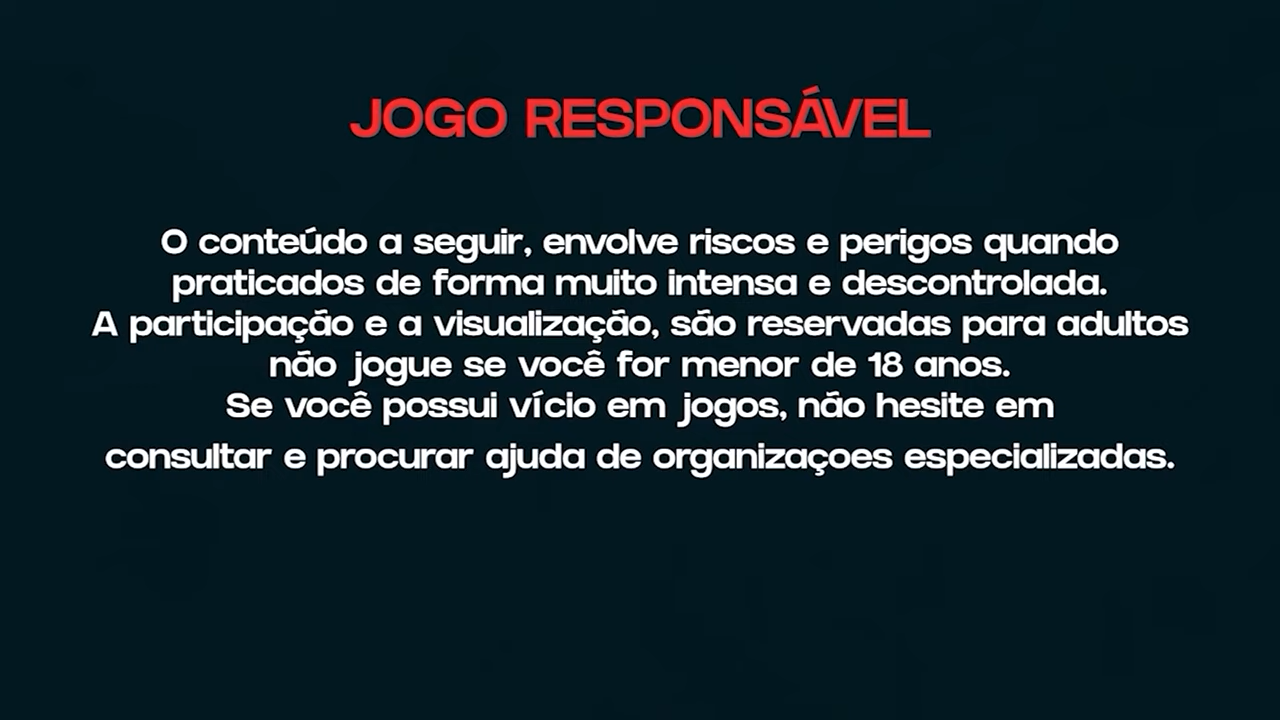 JOGO RESPONSÁVEL
O conteúdo a seguir, envolve riscos e perigos quando
praticados de forma muito intensa e descontrolada.
A participação e a visualização, são reservadas para adultos
não jogue se você for menor de 18 anos.
Se você possui vício em jogos, não hesite em
consultar e procurar ajuda de organizaçoes especializadas.